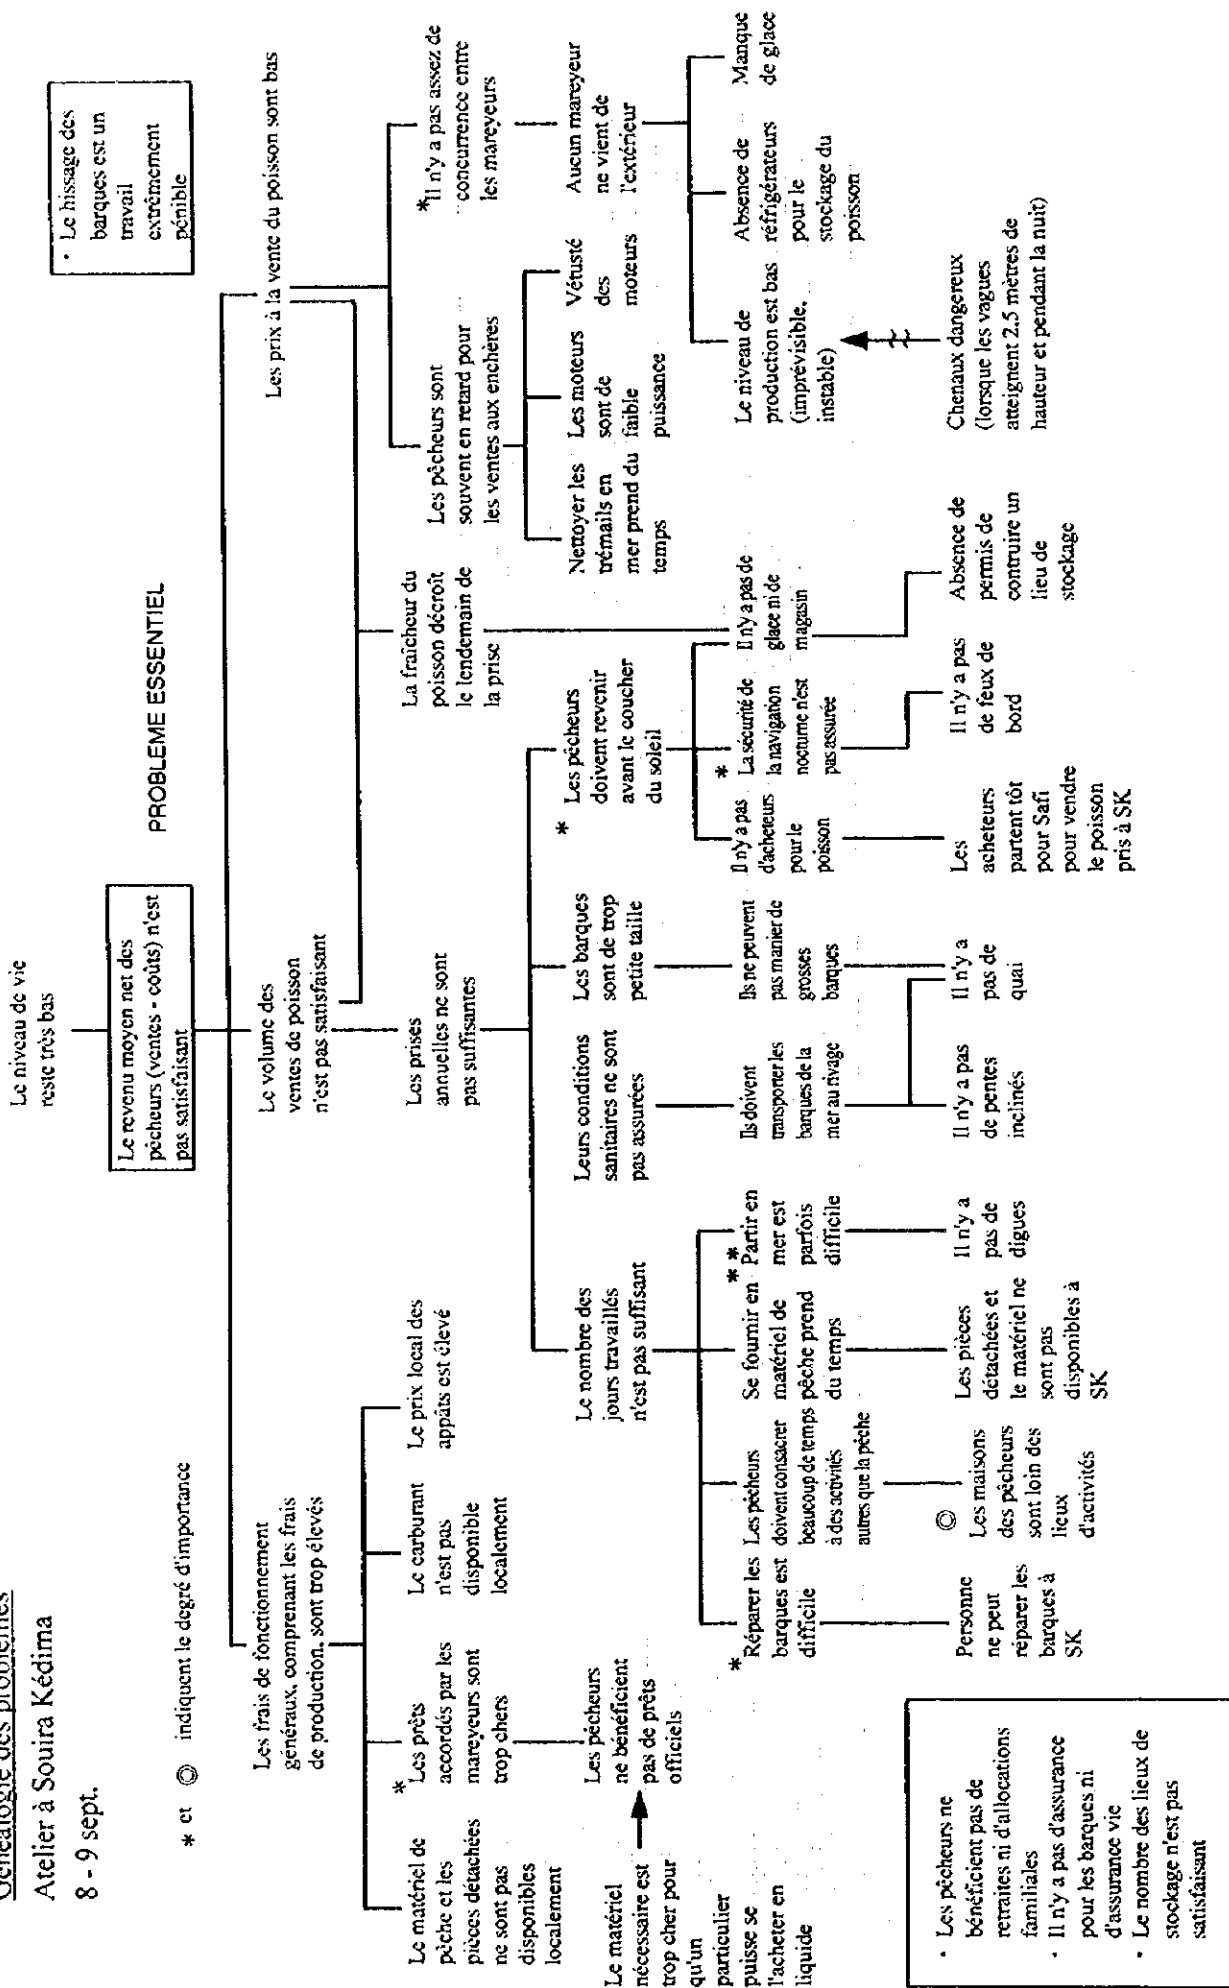 Généalogie des problèmes
Atelier à Souira Kédima
8 - 9 sept.
* et ◎ indiquent le degré d'importance
Le niveau de vie
reste très bas
PROBLEME ESSENTIEL
Le revenu moyen net des
pêcheurs (ventes - coûts) n'est
pas satisfaisant
· Le hissage des
barques est un
travail
extrêmement
pénible
Les frais de fonctionnement
généraux, comprenant les frais
de production, sont trop élevés
Le volume des
ventes de poisson
n'est pas satisfaisant
Les prix à la vente du poisson sont bas
Le matériel de
pêche et les
pièces détachées
ne sont pas
disponibles
localement
*
Les prêts
accordés par les
mareyeurs sont
trop chers
Le carburant
n'est pas
disponible
localement
Le prix local des
appâts est élevé
Les prises
annuelles ne sont
pas suffisantes
La fraîcheur du
poisson décroît
le lendemain de
la prise
Les pêcheurs sont
souvent en retard pour
les ventes aux enchères
*Il n'y a pas assez de
concurrence entre
les mareyeurs
Le matériel
nécessaire est
trop cher pour
qu'un
particulier
puisse se
l'acheter en
liquide
Les pêcheurs
ne bénéficient
pas de prêts
officiels
Le nombre des
jours travaillés
n'est pas suffisant
Leurs conditions
sanitaires ne sont
pas assurées
Les barques
sont de trop
petite taille
*
Les pêcheurs
doivent revenir
avant le coucher
du soleil
Nettoyer les
trémails en
mer prend du
temps
Les moteurs
sont de
faible
puissance
Vétusté
des
moteurs
Aucun mareyeur
ne vient de
l'extérieur
*
Réparer les
barques est
difficile
Les pêcheurs
doivent consacrer
beaucoup de temps
à des activités
autres que la pêche
Se fournir en
matériel de
pêche prend
du temps
* *
Partir en
mer est
parfois
difficile
Ils doivent
transporter les
barques de la
mer au rivage
Ils ne peuvent
pas manier de
grosses
barques
Il n'y a pas
d'acheteurs
pour le
poisson
*
La sécurité de
la navigation
nocturne n'est
pas assurée
Il n'y a pas de
glace ni de
magasin
Le niveau de
production est bas
(imprévisible,
instable)
Absence de
réfrigérateurs
pour le
stockage du
poisson
Manque
de glace
Personne
ne peut
réparer les
barques à
SK
◎
Les maisons
des pêcheurs
sont loin des
lieux
d'activités
Les pièces
détachées et
le matériel ne
sont pas
disponibles à
SK
Il n'y a
pas de
digues
Il n'y a pas
de pentes
inclinés
Il n'y a
pas de
quai
Les
acheteurs
partent tôt
pour Safi
pour vendre
le poisson
pris à SK
Il n'y a pas
de feux de
bord
Absence de
permis de
contruire un
lieu de
stockage
Chenaux dangereux
(lorsque les vagues
atteignent 2.5 mètres de
hauteur et pendant la nuit)
· Les pêcheurs ne
bénéficient pas de
retraites ni d'allocations
familiales
· Il n'y a pas d'assurance
pour les barques ni
d'assurance vie
· Le nombre des lieux de
stockage n'est pas
satisfaisant